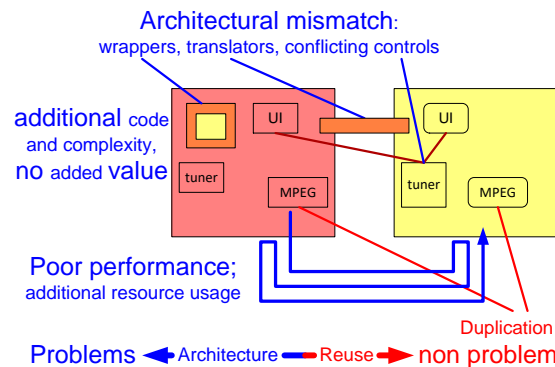 Architectural mismatch:
wrappers, translators, conflicting controls
additional code
and complexity,
no added value
UI
UI
tuner
tuner
MPEG
MPEG
Poor performance;
additional resource usage
Duplication
Problems Architecture Reuse non problem